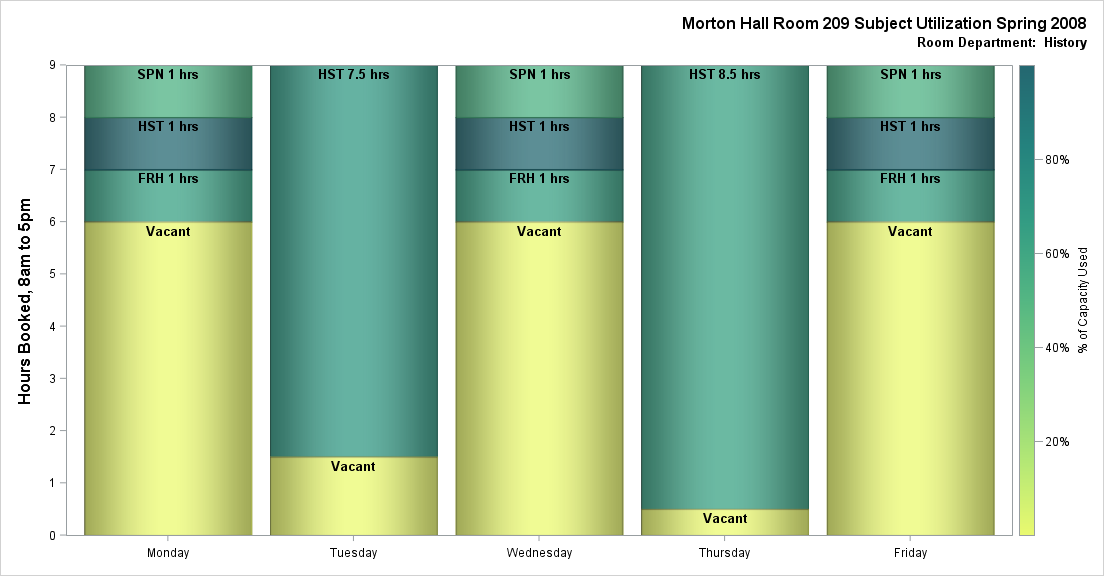 Morton Hall Room 209 Subject Utilization Spring 2008
Room Department:  History
Hours Booked, 8am to 5pm
9
8
7
6
5
4
3
2
1
0
SPN 1 hrs
HST 1 hrs
FRH 1 hrs
Vacant
HST 7.5 hrs
Vacant
SPN 1 hrs
HST 1 hrs
FRH 1 hrs
Vacant
HST 8.5 hrs
Vacant
SPN 1 hrs
HST 1 hrs
FRH 1 hrs
Vacant
Monday
Tuesday
Wednesday
Thursday
Friday
80%
60%
40%
20%
% of Capacity Used